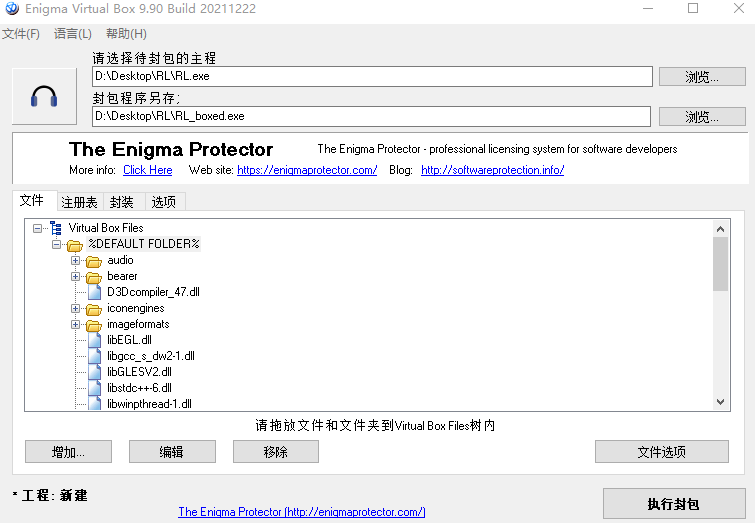 Enigma Virtual Box 9.90 Build 20211222
文件(F) 语言(L) 帮助(H)
请选择待封包的主程
D:\Desktop\RL\RL.exe
浏览...
封包程序另存;
D:\Desktop\RL\RL_boxed.exe
浏览...
The Enigma Protector
The Enigma Protector - professional licensing system for software developers
More info: Click Here Web site: https://enigmaprotector.com/ Blog: http://softwareprotection.info/
文件 注册表 封装 选项
Virtual Box Files
%DEFAULT FOLDER%
audio
bearer
D3Dcompiler_47.dll
iconengines
imageformats
libEGL.dll
libgcc_s_dw2-1.dll
libGLESV2.dll
libstdc++-6.dll
libwinpthread-1.dll
请拖放文件和文件夹到Virtual Box Files树内
增加... 编辑 移除 文件选项
* 工程: 新建
The Enigma Protector (http://enigmaprotector.com/)
执行封包